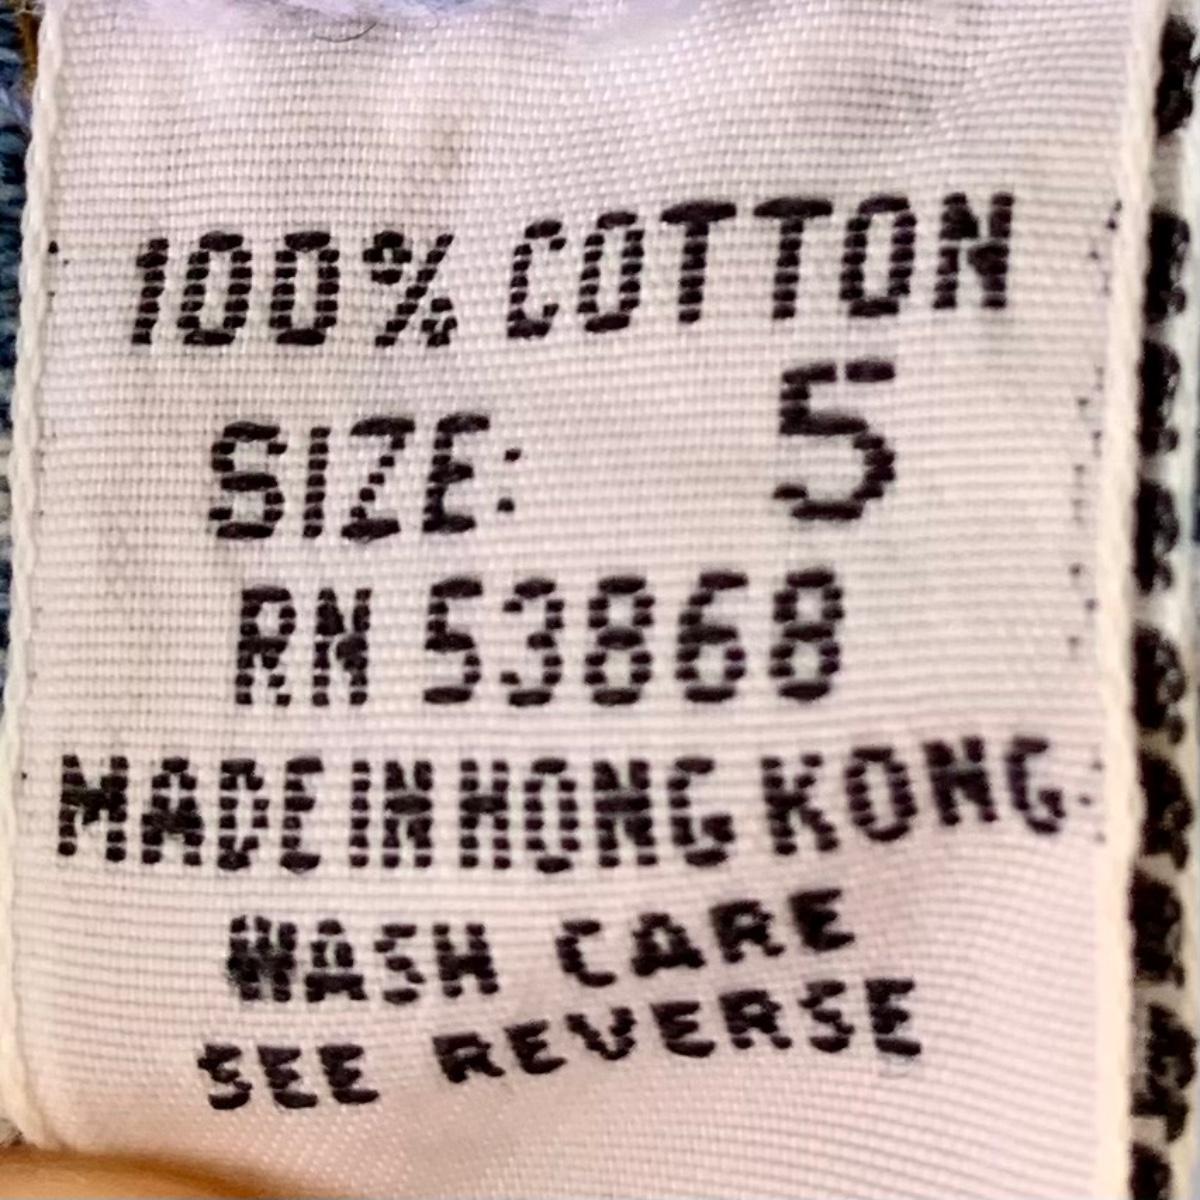 100% COTTON
SIZE: 5
RN 53868
MADE IN HONG KONG
WASH CARE
SEE REVERSE